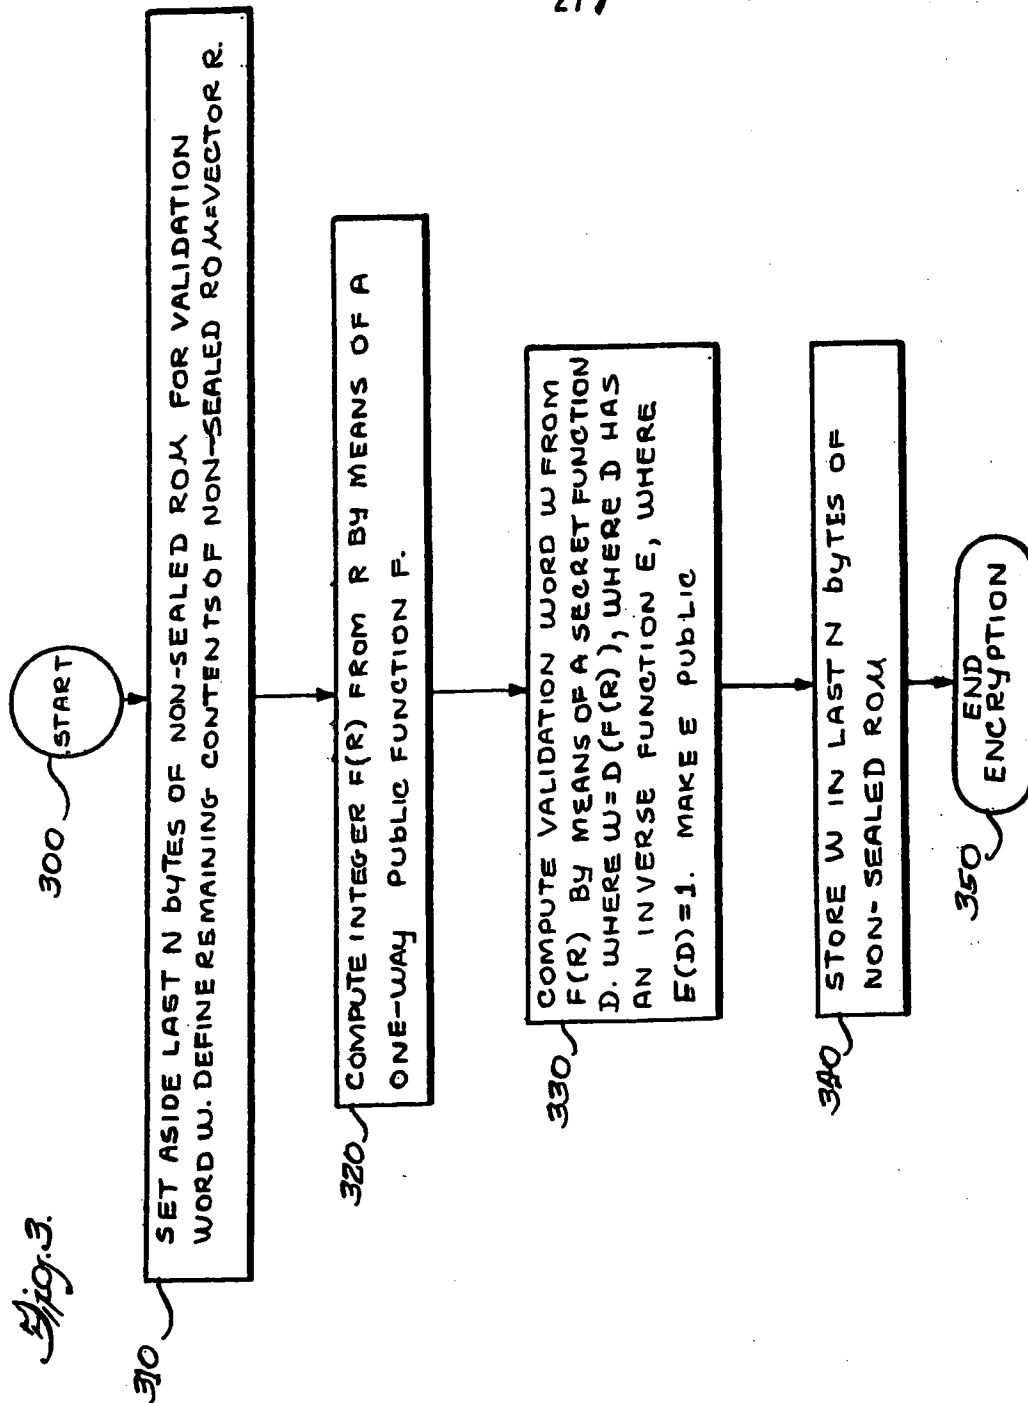 Fig. 3.
300
START
310
SET ASIDE LAST N BYTES OF NON-SEALED ROM FOR VALIDATION
WORD W. DEFINE REMAINING CONTENTS OF NON-SEALED ROM=VECTOR R.
320
COMPUTE INTEGER F(R) FROM R BY MEANS OF A
ONE-WAY PUBLIC FUNCTION F.
330
COMPUTE VALIDATION WORD W FROM
F(R) BY MEANS OF A SECRET FUNCTION
D. WHERE W=D(F(R)), WHERE D HAS
AN INVERSE FUNCTION E, WHERE
E(D)=1. MAKE E PUBLIC
340
STORE W IN LAST N BYTES OF
NON-SEALED ROM
350
END
ENCRYPTION